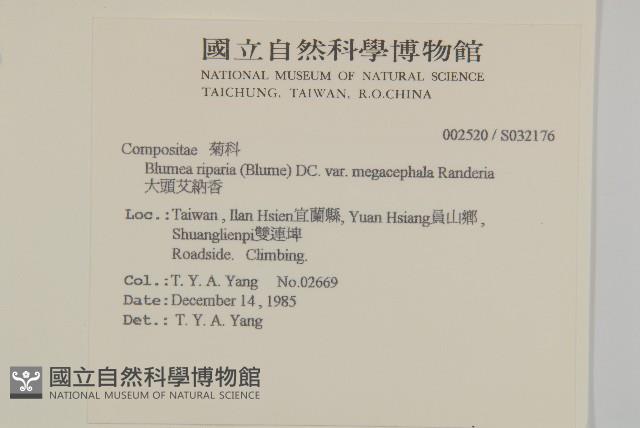 國立自然科學博物館
NATIONAL MUSEUM OF NATURAL SCIENCE
TAICHUNG, TAIWAN, R.O.CHINA
002520 / S032176
Compositae 菊科
Blumea riparia (Blume) DC. var. megacephala Randeria
大頭艾納香
Loc.:Taiwan , Ilan Hsien宜蘭縣, Yuan Hsiang員山鄉 ,
Shuanglienpi雙連埤
Roadside. Climbing.
Col.:T. Y. A. Yang No.02669
Date:December 14 , 1985
Det.: T. Y. A. Yang
國立自然科學博物館
NATIONAL MUSEUM OF NATURAL SCIENCE